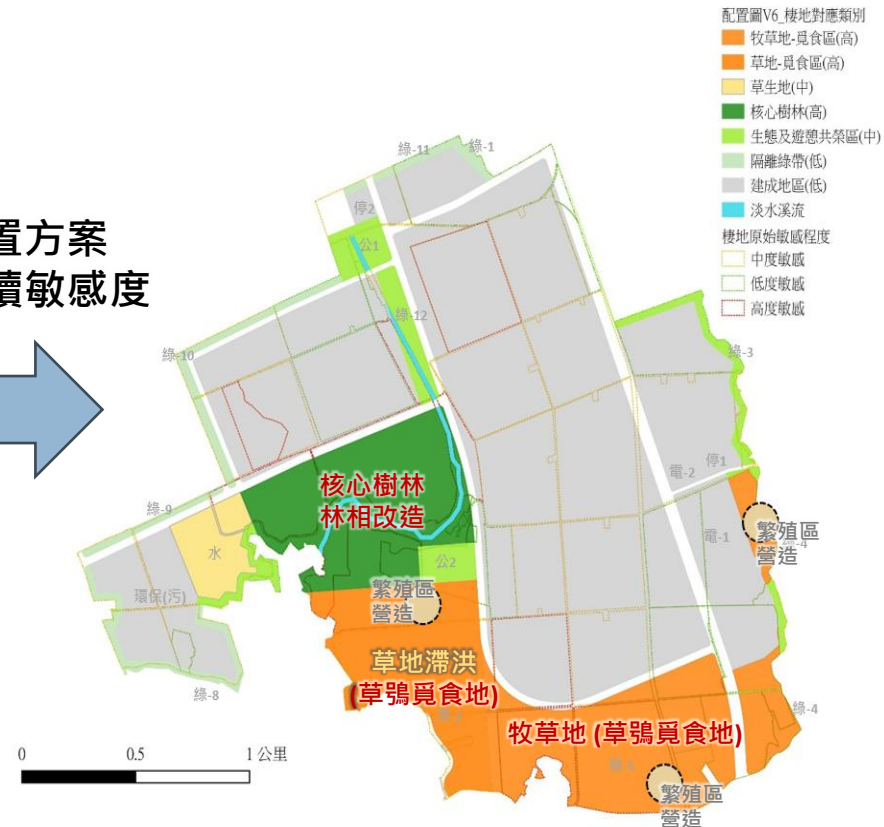 配置圖V6_棲地對應類別
牧草地-覓食區(高)
草地-覓食區(高)
草生地(中)
核心樹林(高)
生態及遊憩共榮區(中)
隔離綠帶(低)
建成地區(低)
淡水溪流
棲地原始敏感程度
中度敏感
低度敏感
高度敏感
置方案
續敏感度
綠-11
綠-1
停2
公1
綠-12
綠-10
綠-3
核心樹林
林相改造
電-2
停1
綠-9
水
電-1
繁殖區
營造
綠-4
公2
環保(污)
繁殖區
營造
草地滯洪
(草鴞覓食地)
綠-8
牧草地 (草鴞覓食地)
綠-4
繁殖區
營造
0
0.5
1 公里